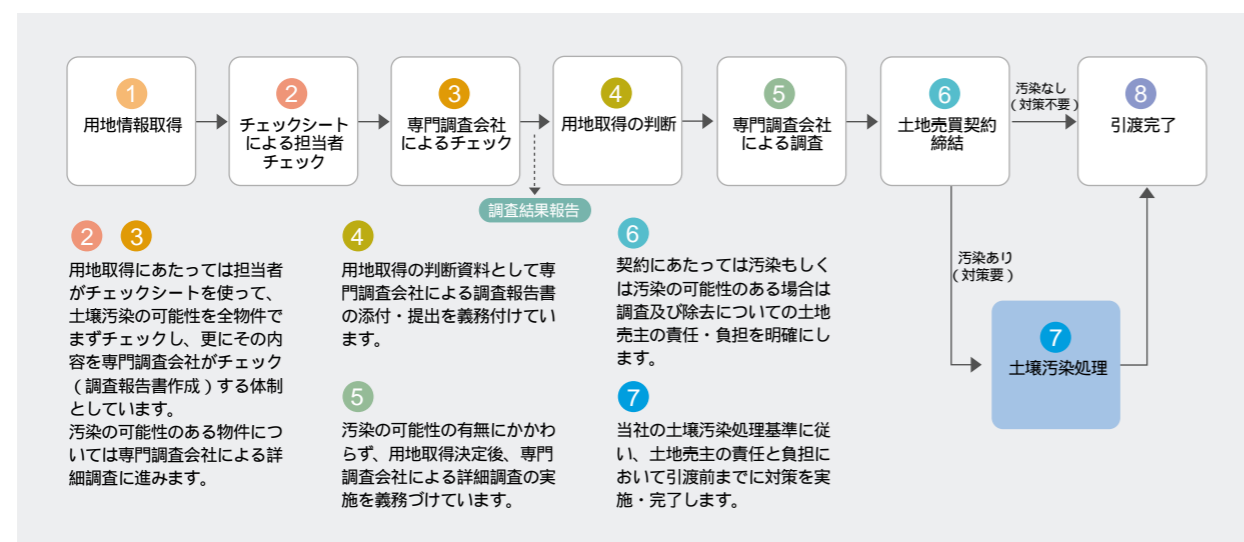 1
用地情報取得
2
チェックシート
による担当者
チェック
3
専門調査会社
によるチェック
4
用地取得の判断
5
専門調査会社
による調査
6
土地売買契約
締結
汚染なし
(対策不要)
8
引渡完了
調査結果報告
汚染あり
(対策要)
7
土壌汚染処理
2 3
用地取得にあたっては担当者
がチェックシートを使って、
土壌汚染の可能性を全物件で
まずチェックし、更にその内
容を専門調査会社がチェック
(調査報告書作成)する体制
としています。
汚染の可能性のある物件につ
いては専門調査会社による詳
細調査に進みます。
4
用地取得の判断資料として専
門調査会社による調査報告書
の添付・提出を義務付けてい
ます。
5
汚染の可能性の有無にかかわ
らず、用地取得決定後、専門
調査会社による詳細調査の実
施を義務づけています。
6
契約にあたっては汚染もしく
は汚染の可能性のある場合は
調査及び除去についての土地
売主の責任・負担を明確にし
ます。
7
当社の土壌汚染処理基準に従
い、土地売主の責任と負担に
おいて引渡前までに対策を実
施・完了します。